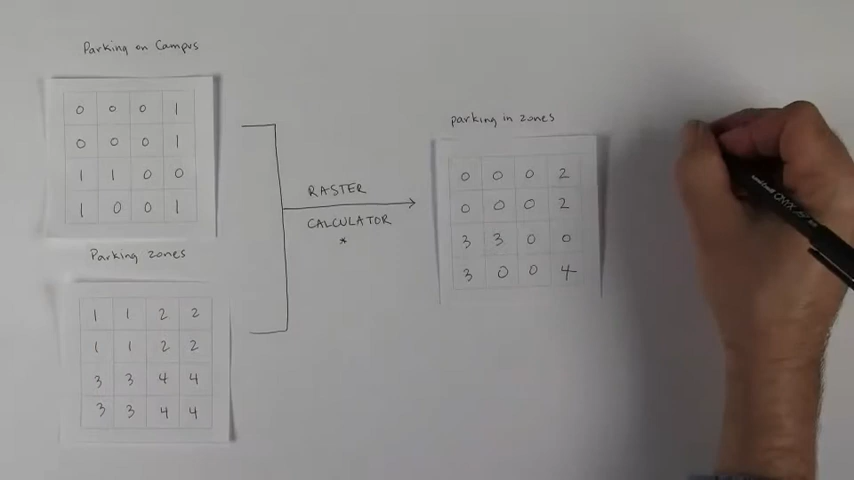 Parking on Campus
0 0 0 1
0 0 0 1
1 1 0 0
1 0 0 1
Parking zones
1 1 2 2
1 1 2 2
3 3 4 4
3 3 4 4
RASTER
CALCULATOR
*
parking in zones
0 0 0 2
0 0 0 2
3 3 0 0
3 0 0 4